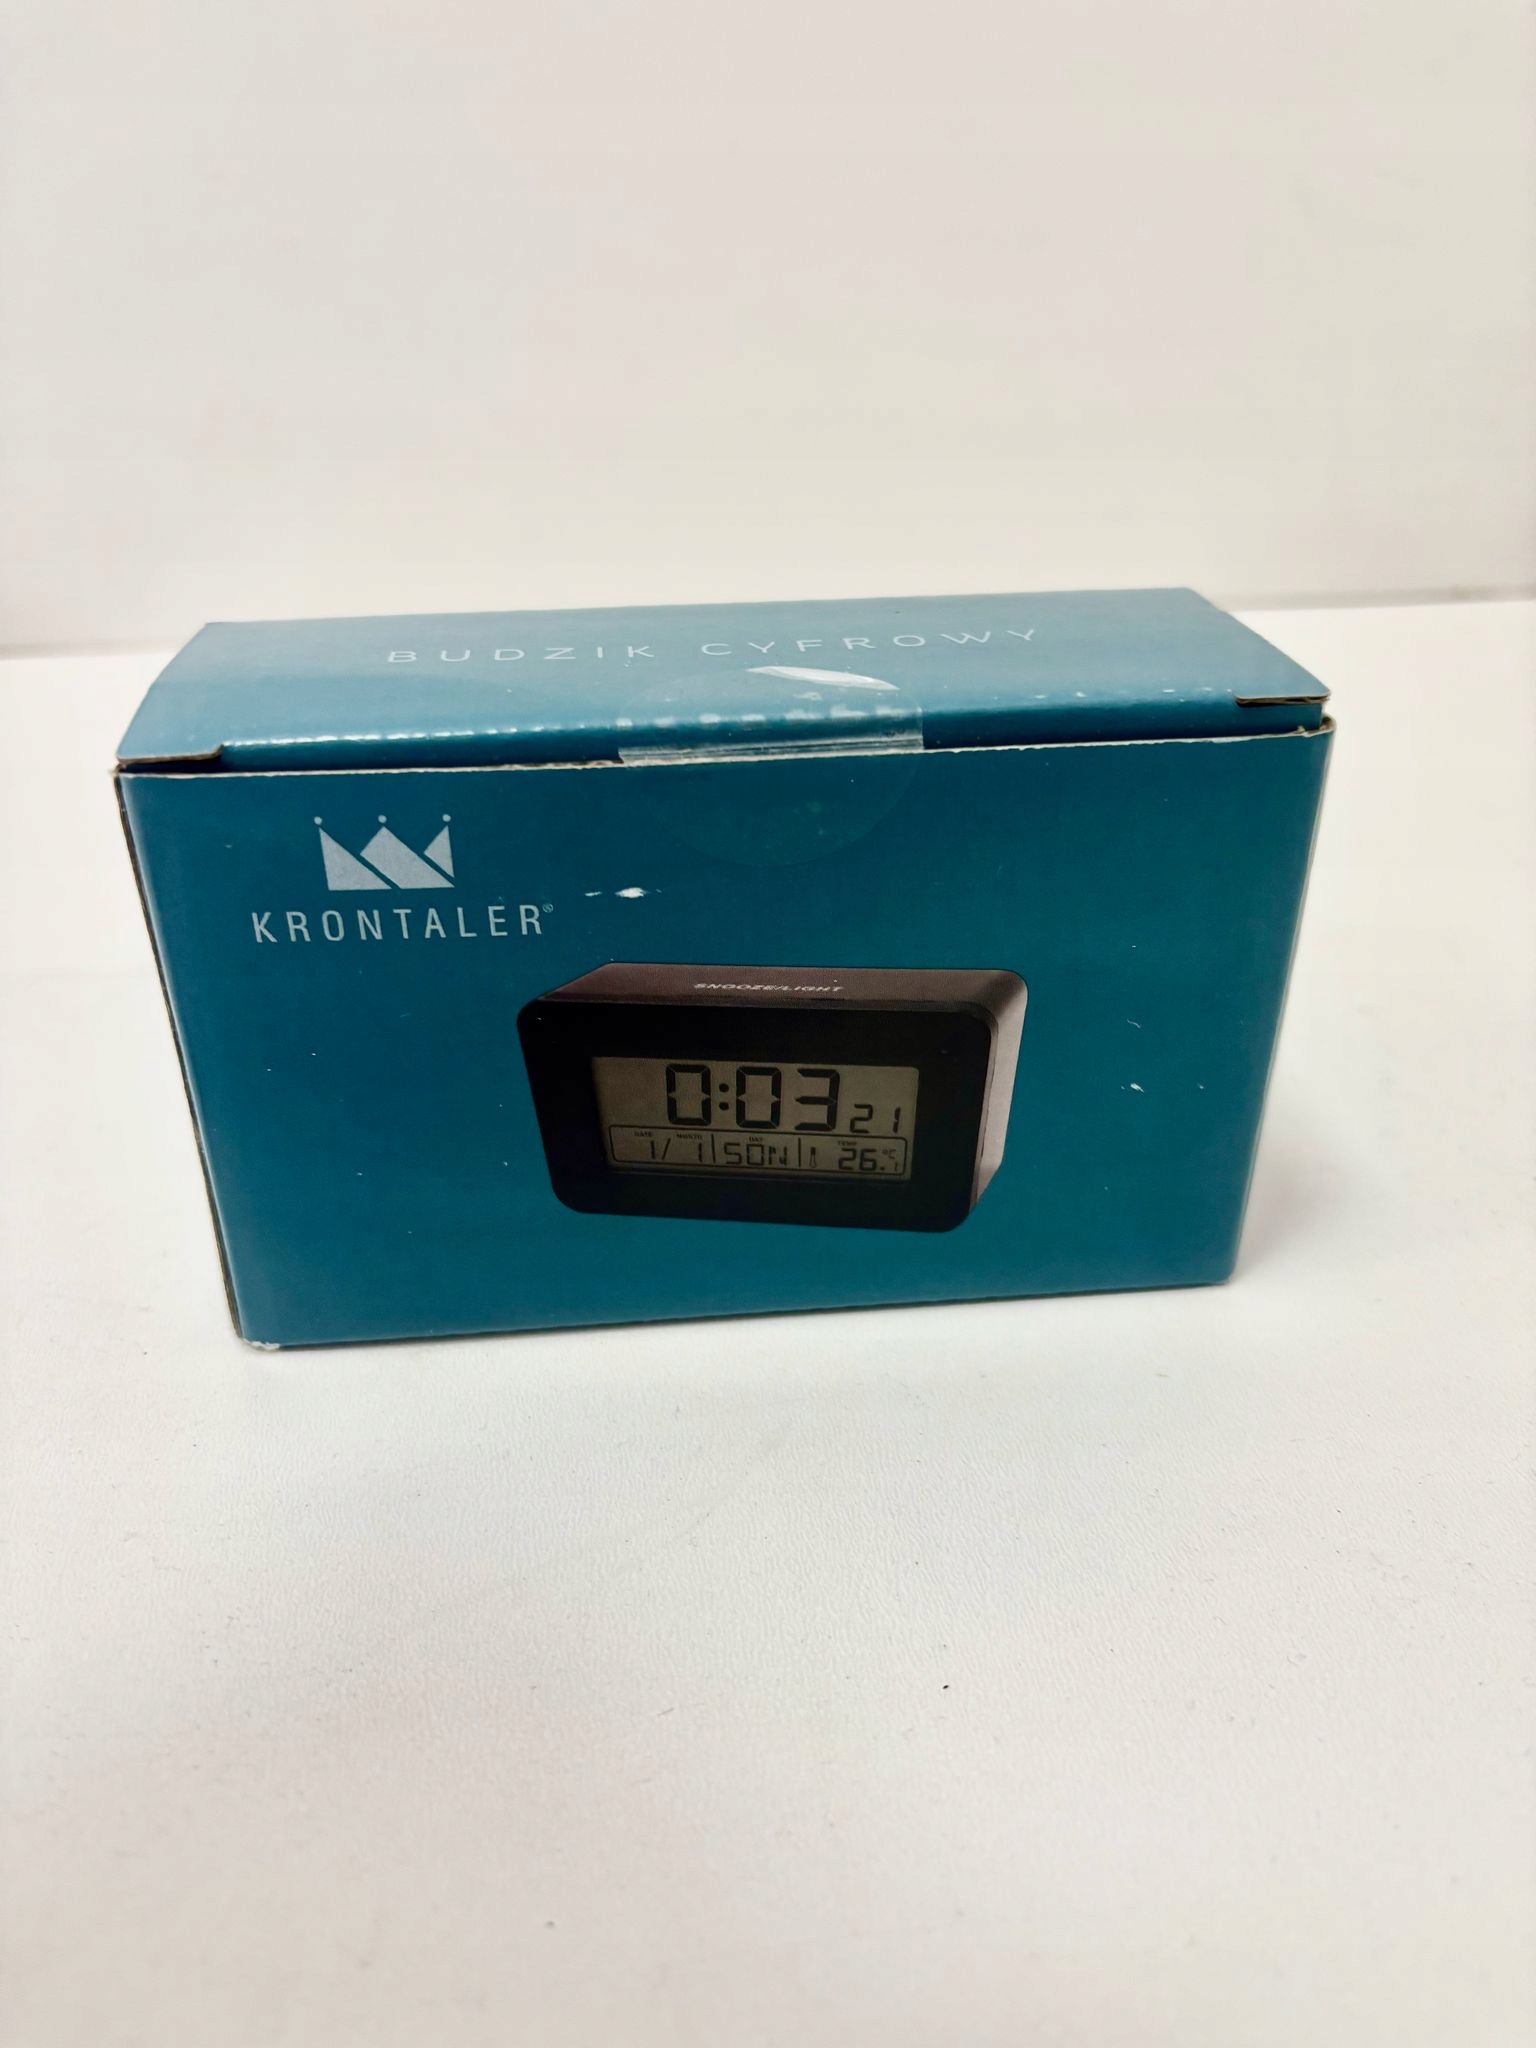 BUDZIK CYFROWY
KRONTALER®
SNOOZE/LIGHT
0:03 21
DATE MONTH DAY TEMP
1/ 1 SON 26.1 °C